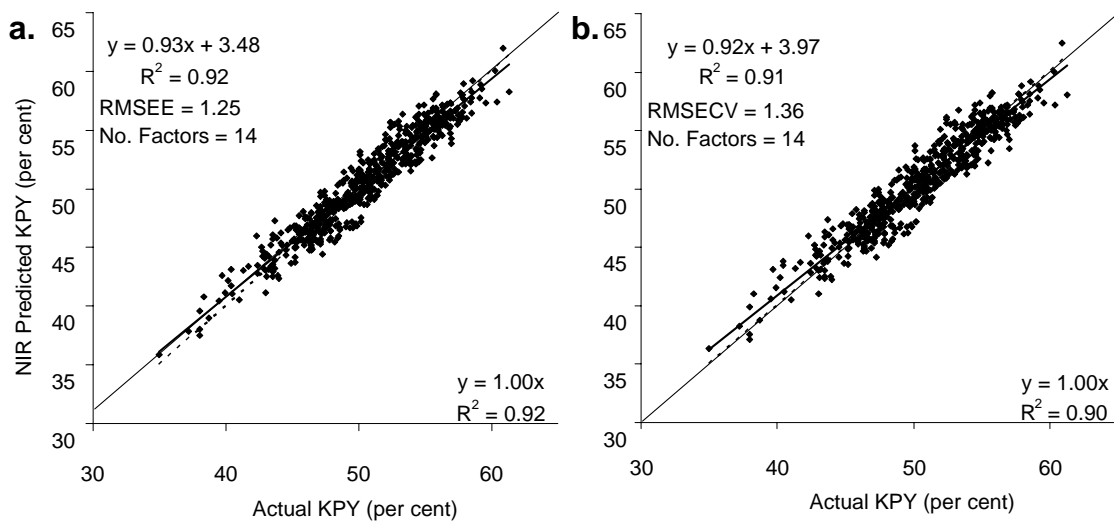 a.
y = 0.93x + 3.48
R² = 0.92
RMSEE = 1.25
No. Factors = 14
y = 1.00x
R² = 0.92
NIR Predicted KPY (per cent)
65
60
55
50
45
40
35
30
30 40 50 60
Actual KPY (per cent)
b.
y = 0.92x + 3.97
R² = 0.91
RMSECV = 1.36
No. Factors = 14
y = 1.00x
R² = 0.90
65
60
55
50
45
40
35
30
30 40 50 60
Actual KPY (per cent)